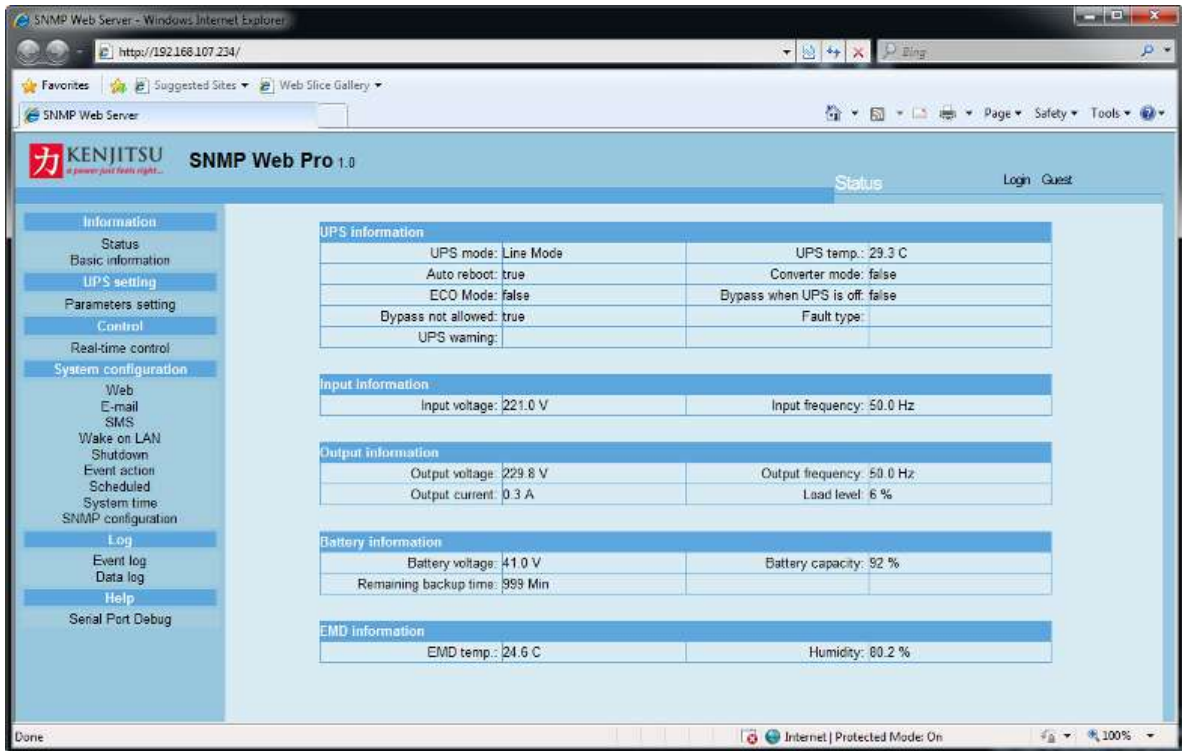 SNMP Web Server - Windows Internet Explorer
http://192.168.107.234/
Bing
Favorites Suggested Sites Web Slice Gallery
SNMP Web Server
Page Safety Tools
力 KENJITSU
a power just feels right...
SNMP Web Pro 1.0
Status
Login Guest
Information
Status
Basic information
UPS setting
Parameters setting
Control
Real-time control
System configuration
Web
E-mail
SMS
Wake on LAN
Shutdown
Event action
Scheduled
System time
SNMP configuration
Log
Event log
Data log
Help
Serial Port Debug
UPS information
UPS mode: Line Mode UPS temp.: 29.3 C
Auto reboot: true Converter mode: false
ECO Mode: false Bypass when UPS is off: false
Bypass not allowed: true Fault type:
UPS warning:
Input information
Input voltage: 221.0 V Input frequency: 50.0 Hz
Output information
Output voltage: 229.8 V Output frequency: 50.0 Hz
Output current: 0.3 A Load level: 6 %
Battery information
Battery voltage: 41.0 V Battery capacity: 92 %
Remaining backup time: 999 Min
EMD information
EMD temp.: 24.6 C Humidity: 80.2 %
Done
Internet | Protected Mode: On
100%